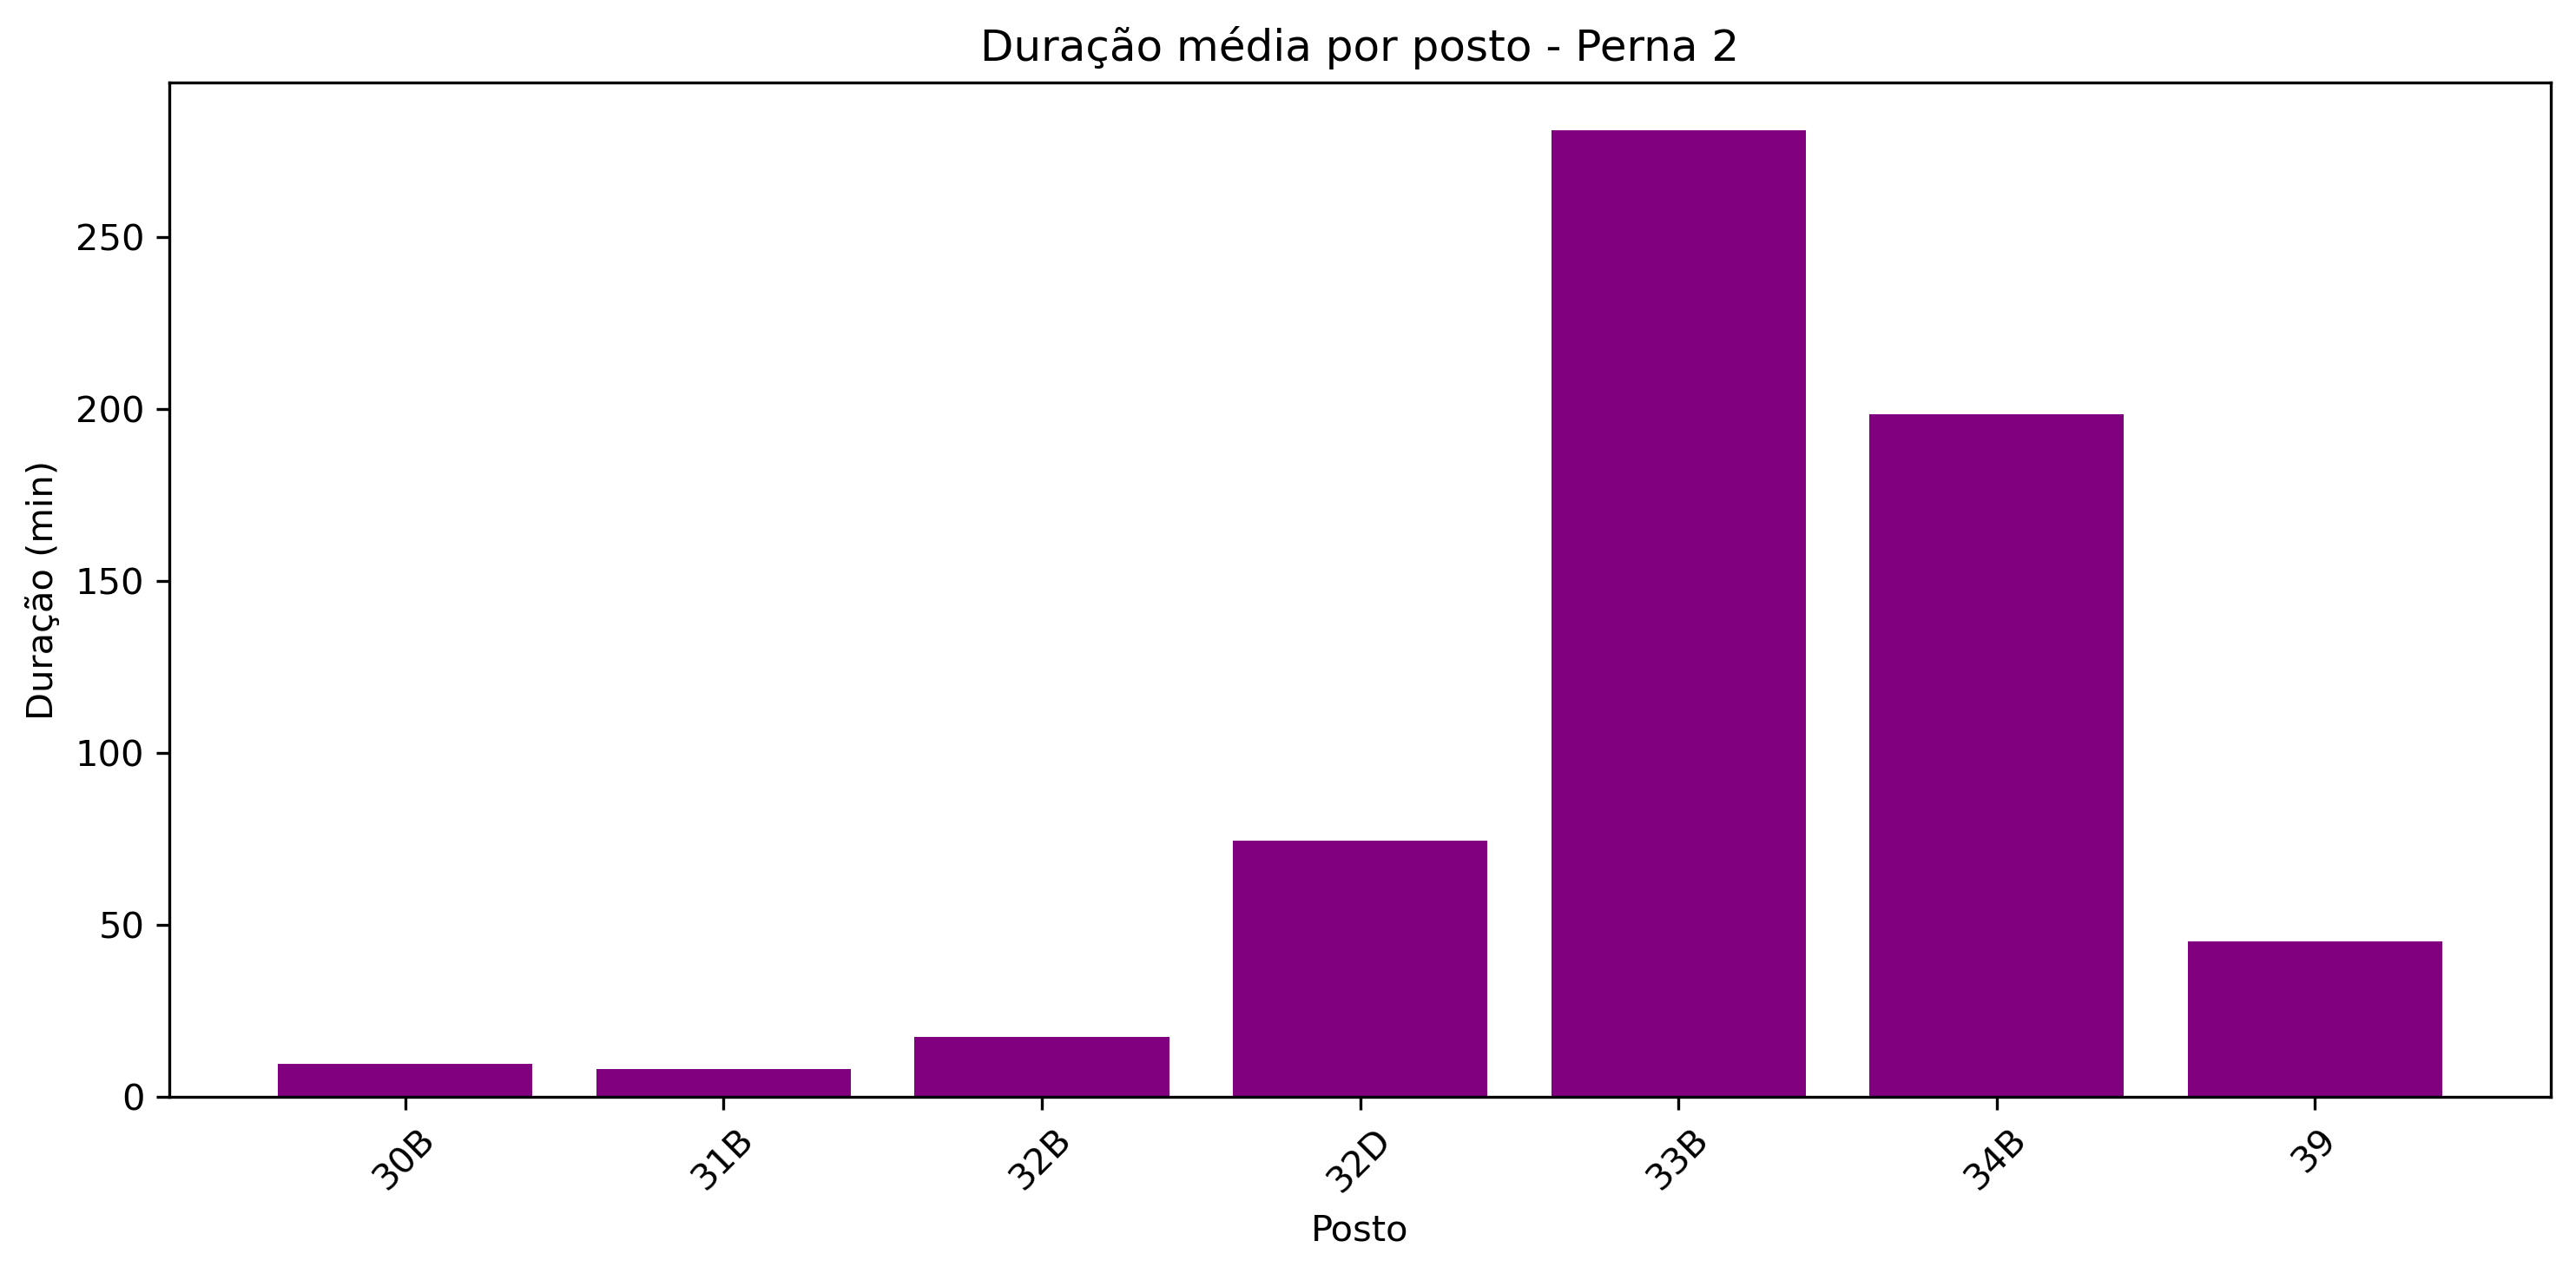 Duração média por posto - Perna 2
Duração (min)
250
200
150
100
50
0
30B
31B
32B
32D
33B
34B
39
Posto